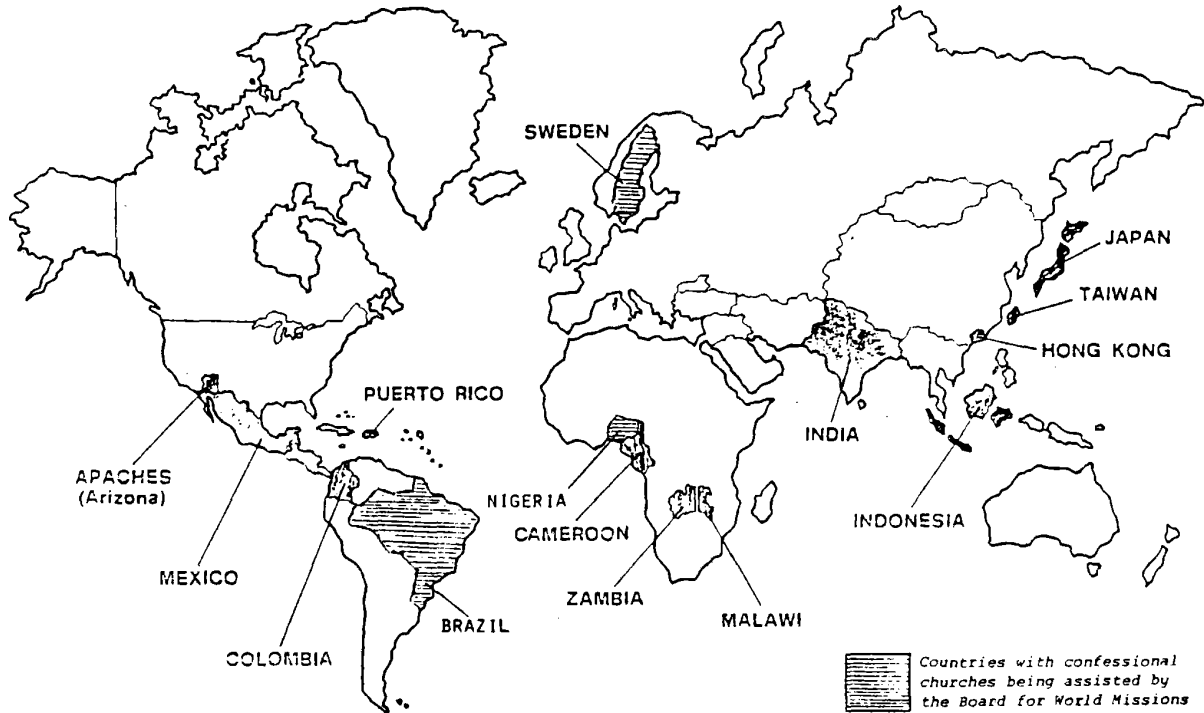 SWEDEN
JAPAN
TAIWAN
HONG KONG
PUERTO RICO
INDIA
APACHES
(Arizona)
NIGERIA
INDONESIA
CAMEROON
MEXICO
ZAMBIA
MALAWI
BRAZIL
COLOMBIA
Countries with confessional
churches being assisted by
the Board for World Missions